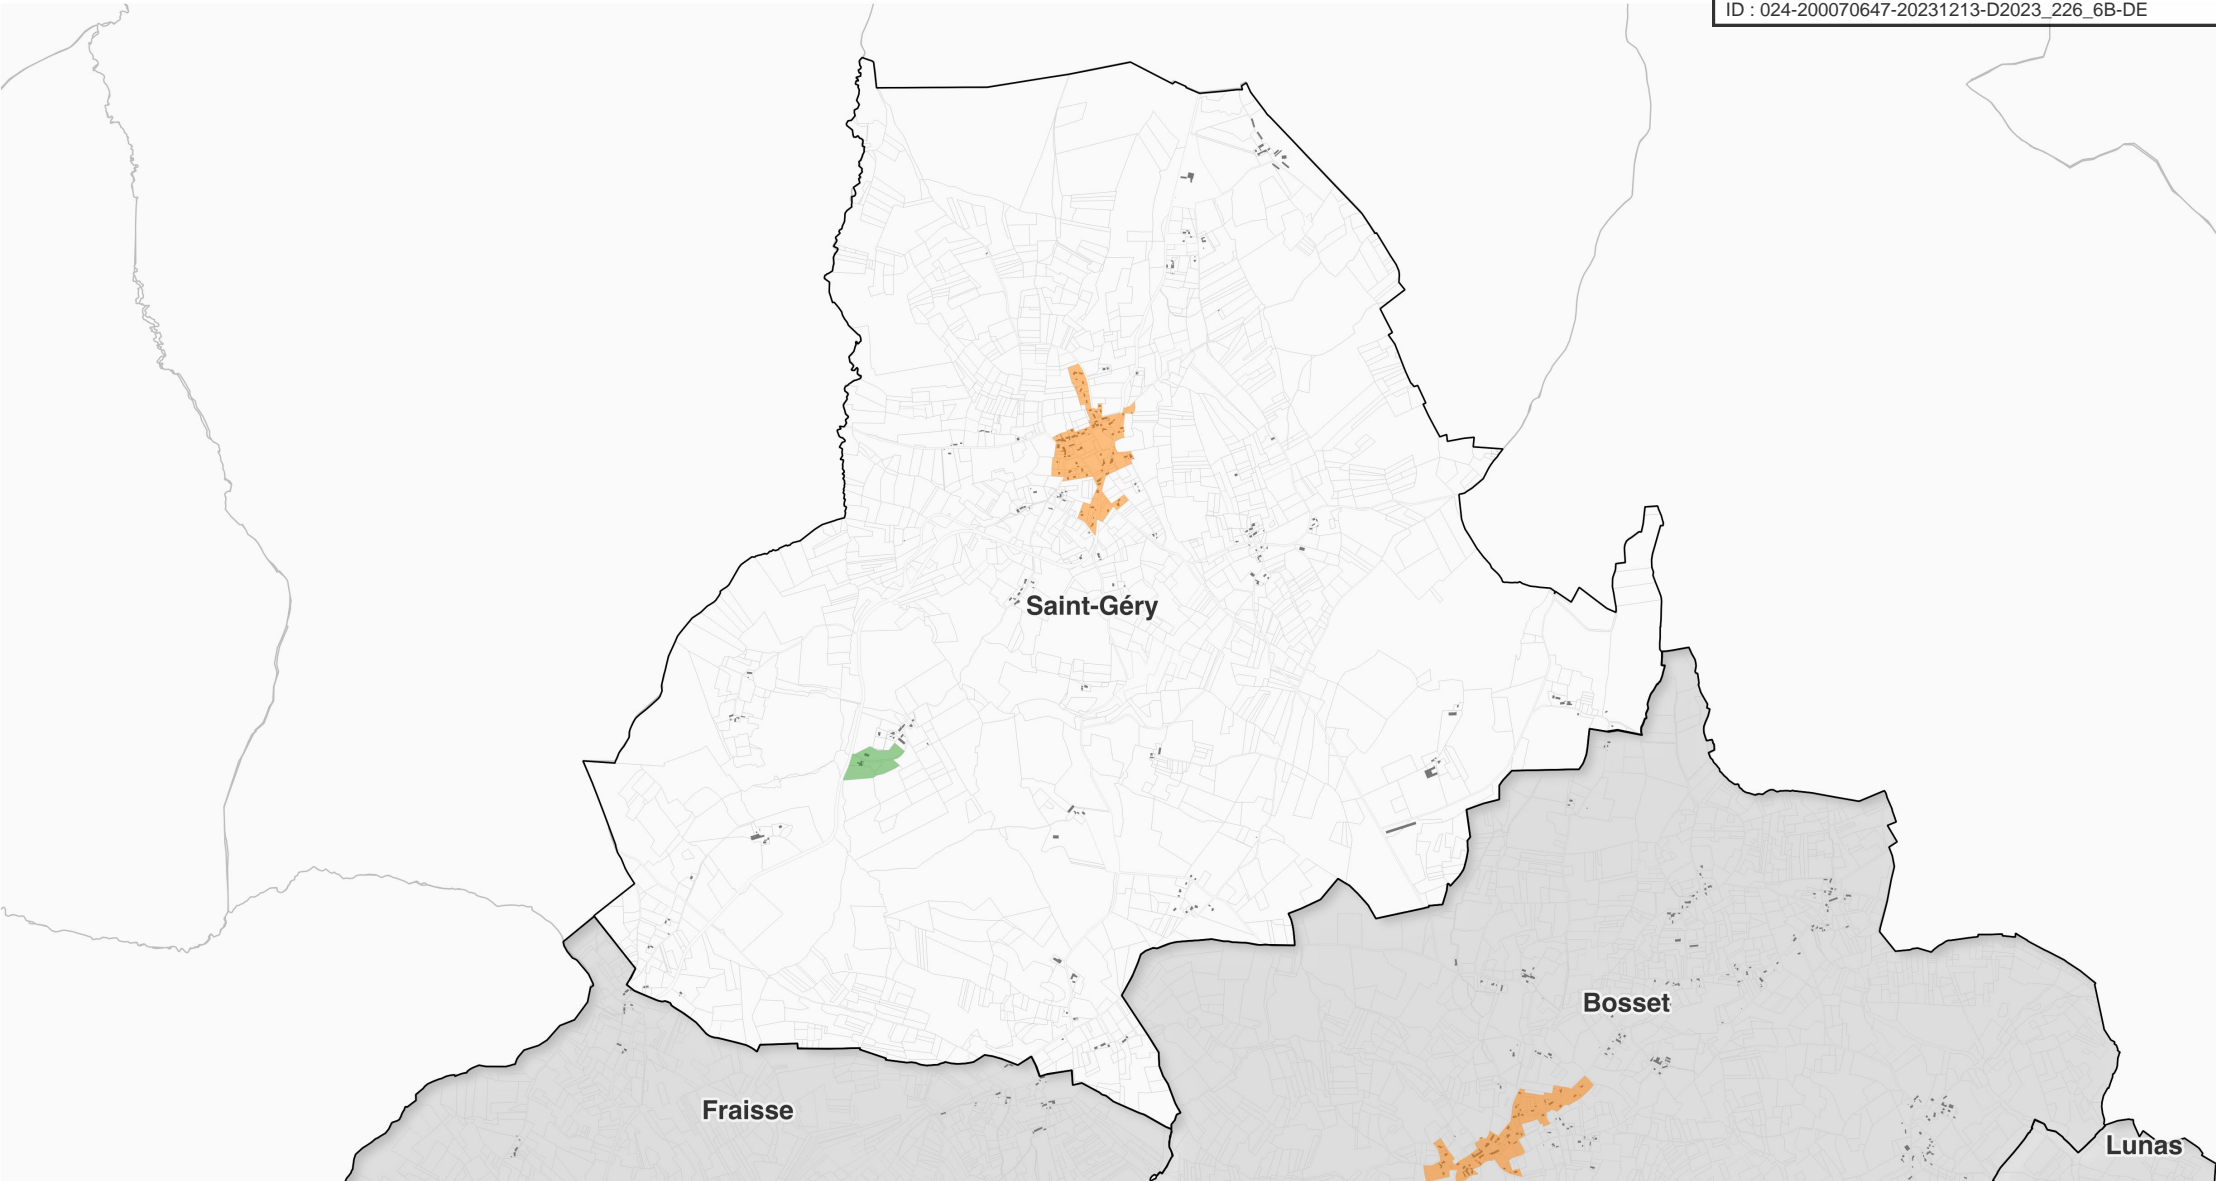 ID : 024-200070647-20231213-D2023_226_6B-DE
Saint-Géry
Bosset
Fraisse
Lunas